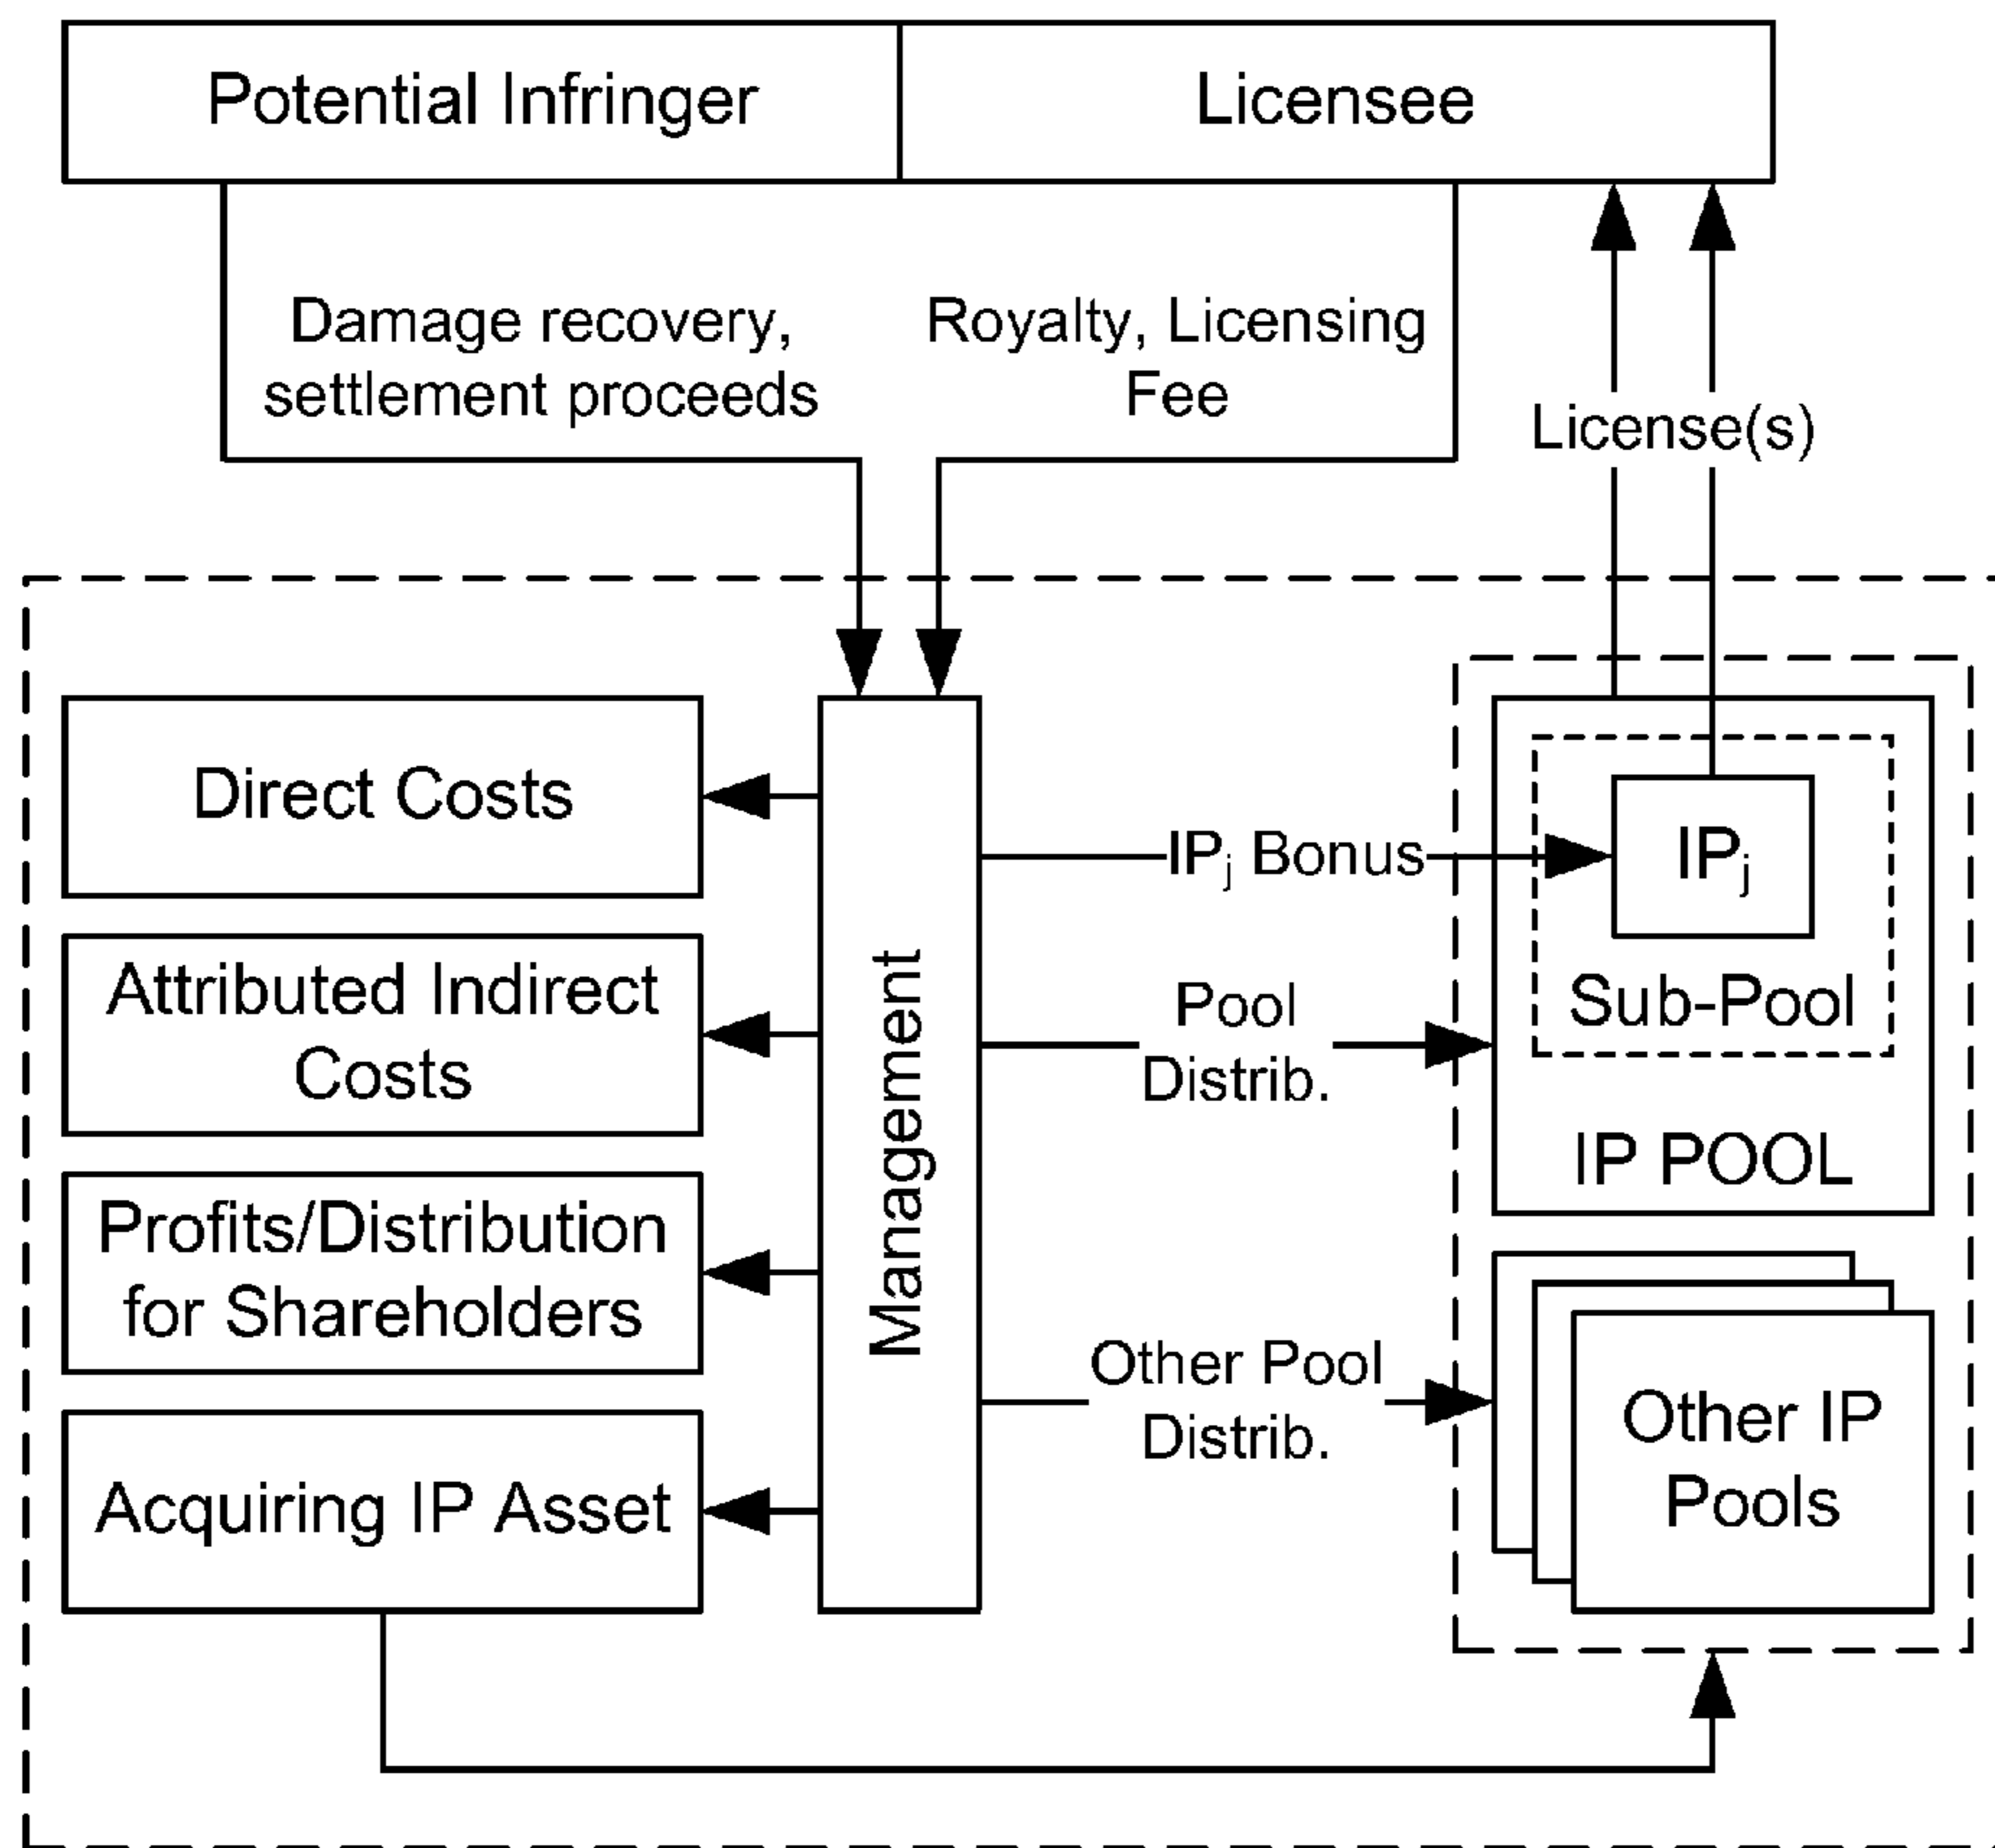 Potential Infringer
Licensee
Damage recovery,
settlement proceeds
Royalty, Licensing
Fee
License(s)
Direct Costs
Attributed Indirect
Costs
Profits/Distribution
for Shareholders
Acquiring IP Asset
Management
IPj Bonus
Pool
Distrib.
Other Pool
Distrib.
IPj
Sub-Pool
IP POOL
Other IP
Pools